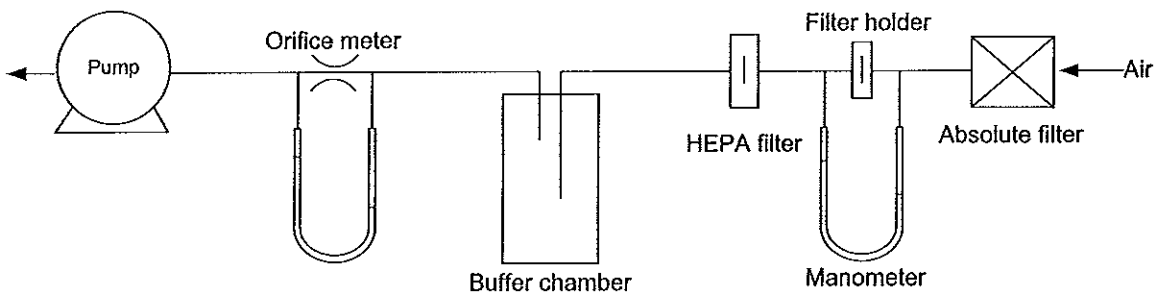 Filter holder
Orifice meter
Pump
Air
HEPA filter
Absolute filter
Buffer chamber
Manometer